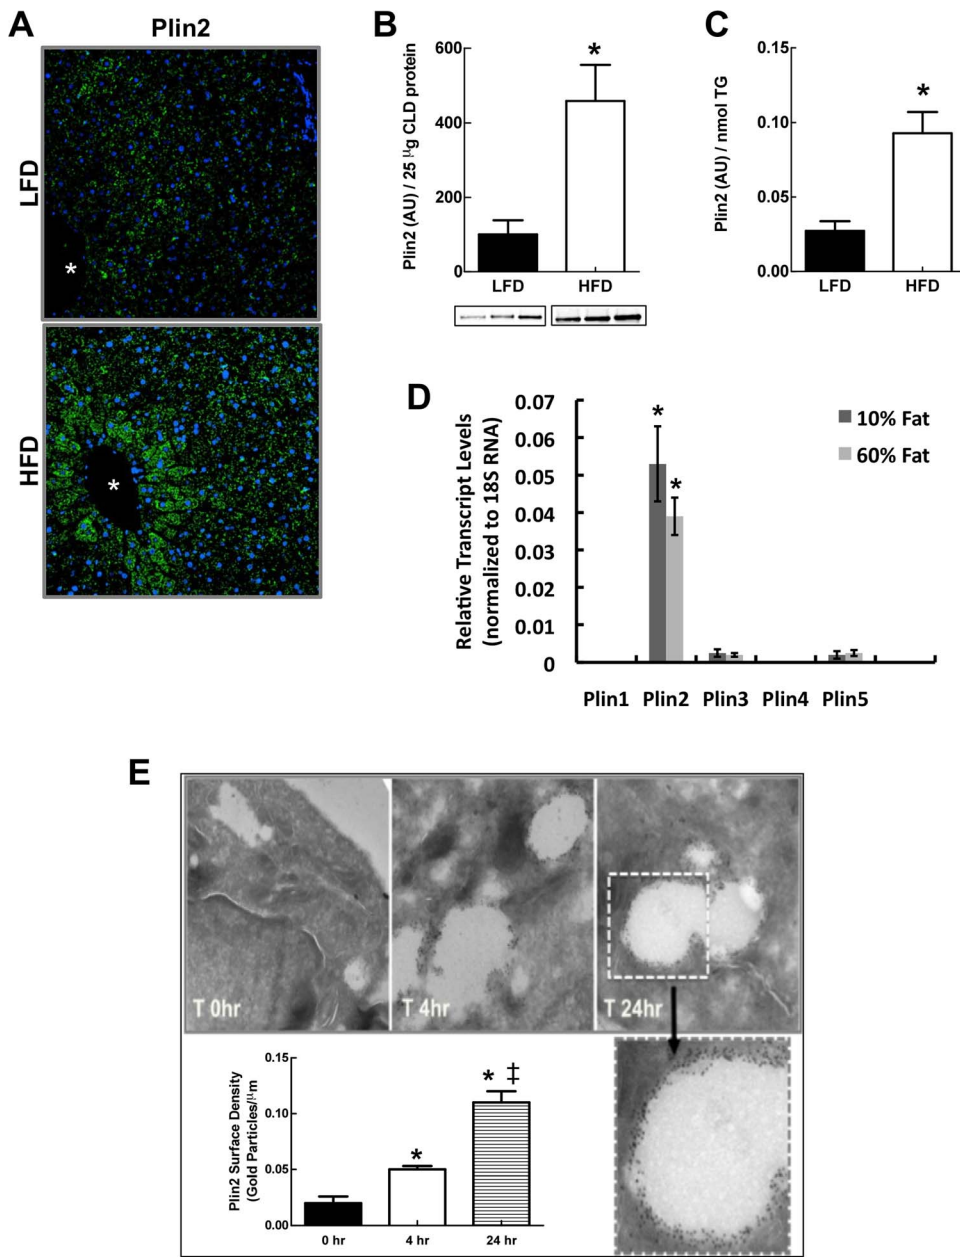 A
Plin2
LFD
*
HFD
*
B
Plin2 (AU) / 25 µg CLD protein
600
400
200
0
*
LFD
HFD
C
Plin2 (AU) / nmol TG
0.15
0.10
0.05
0.00
*
LFD
HFD
D
Relative Transcript Levels
(normalized to 18S RNA)
0.07
0.06
0.05
0.04
0.03
0.02
0.01
0
*
*
10% Fat
60% Fat
Plin1 Plin2 Plin3 Plin4 Plin5
E
T 0hr
T 4hr
T 24hr
Plin2 Surface Density
(Gold Particles/µm
0.15
0.10
0.05
0.00
*
* ‡
0 hr
4 hr
24 hr